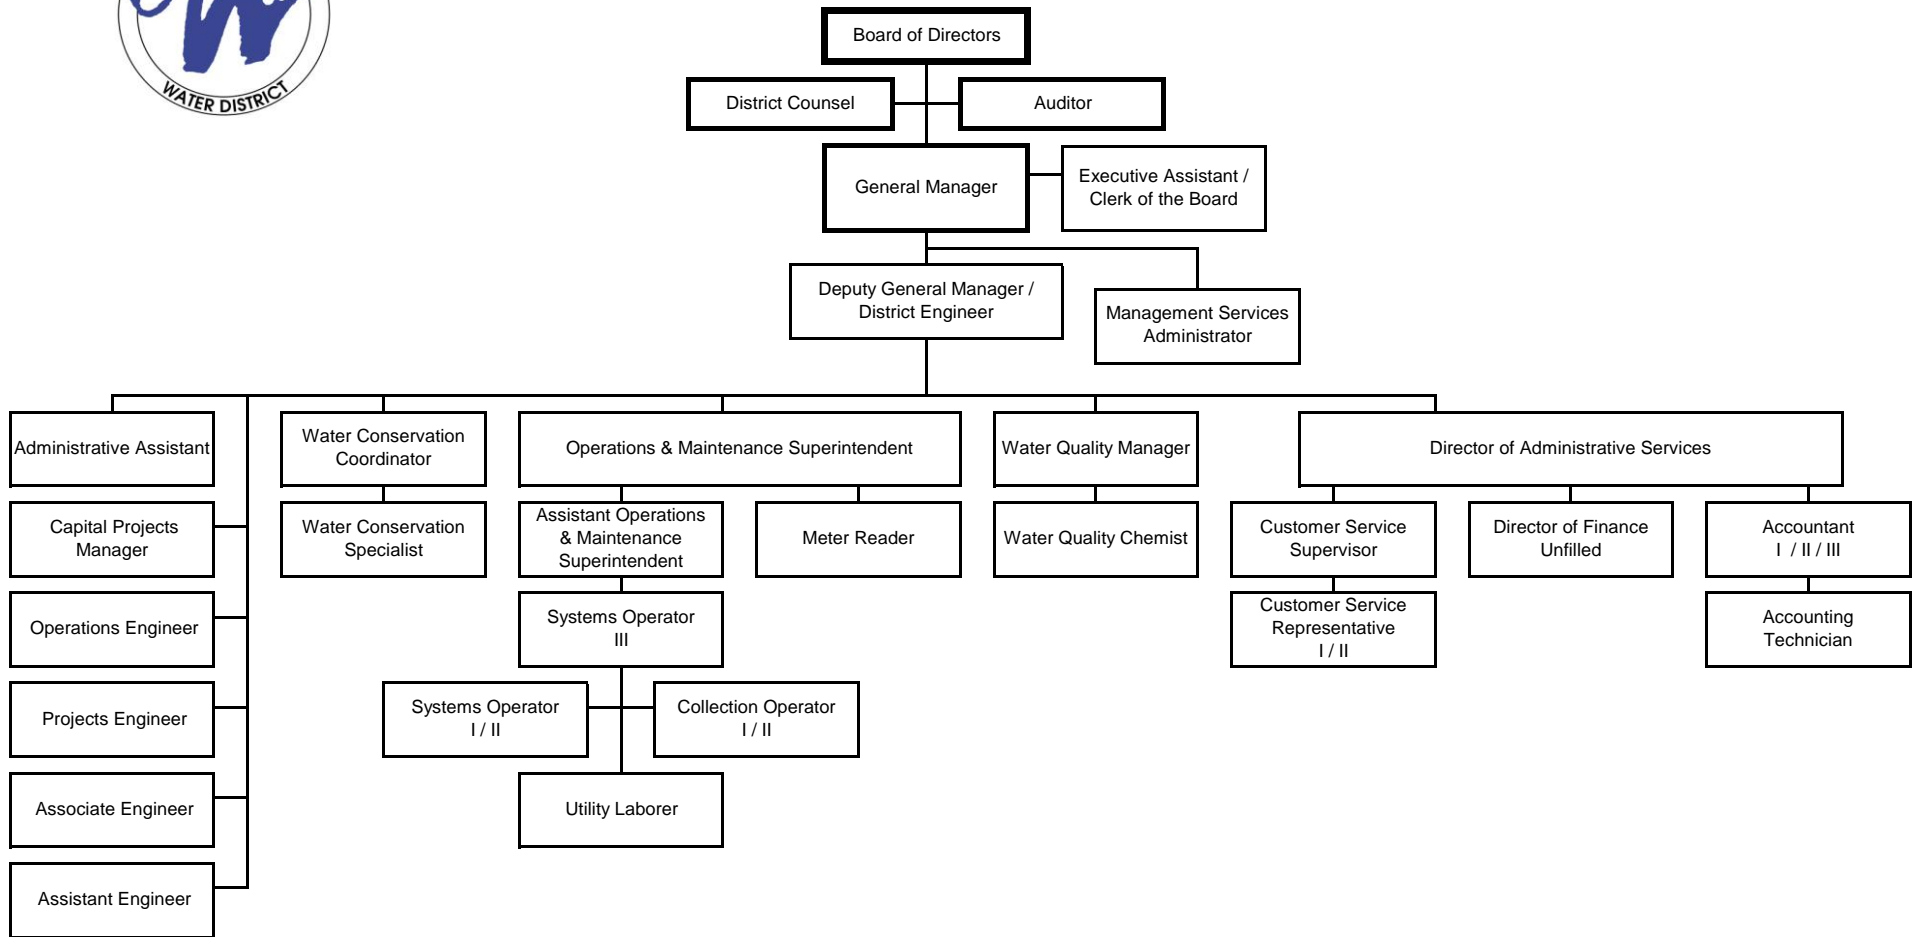 WATER DISTRICT
Board of Directors
District Counsel
Auditor
General Manager
Executive Assistant /
Clerk of the Board
Deputy General Manager /
District Engineer
Management Services
Administrator
Administrative Assistant
Water Conservation
Coordinator
Operations & Maintenance Superintendent
Water Quality Manager
Director of Administrative Services
Capital Projects
Manager
Water Conservation
Specialist
Assistant Operations
& Maintenance
Superintendent
Meter Reader
Water Quality Chemist
Customer Service
Supervisor
Director of Finance
Unfilled
Accountant
I / II / III
Operations Engineer
Systems Operator
III
Customer Service
Representative
I / II
Accounting
Technician
Projects Engineer
Systems Operator
I / II
Collection Operator
I / II
Associate Engineer
Utility Laborer
Assistant Engineer